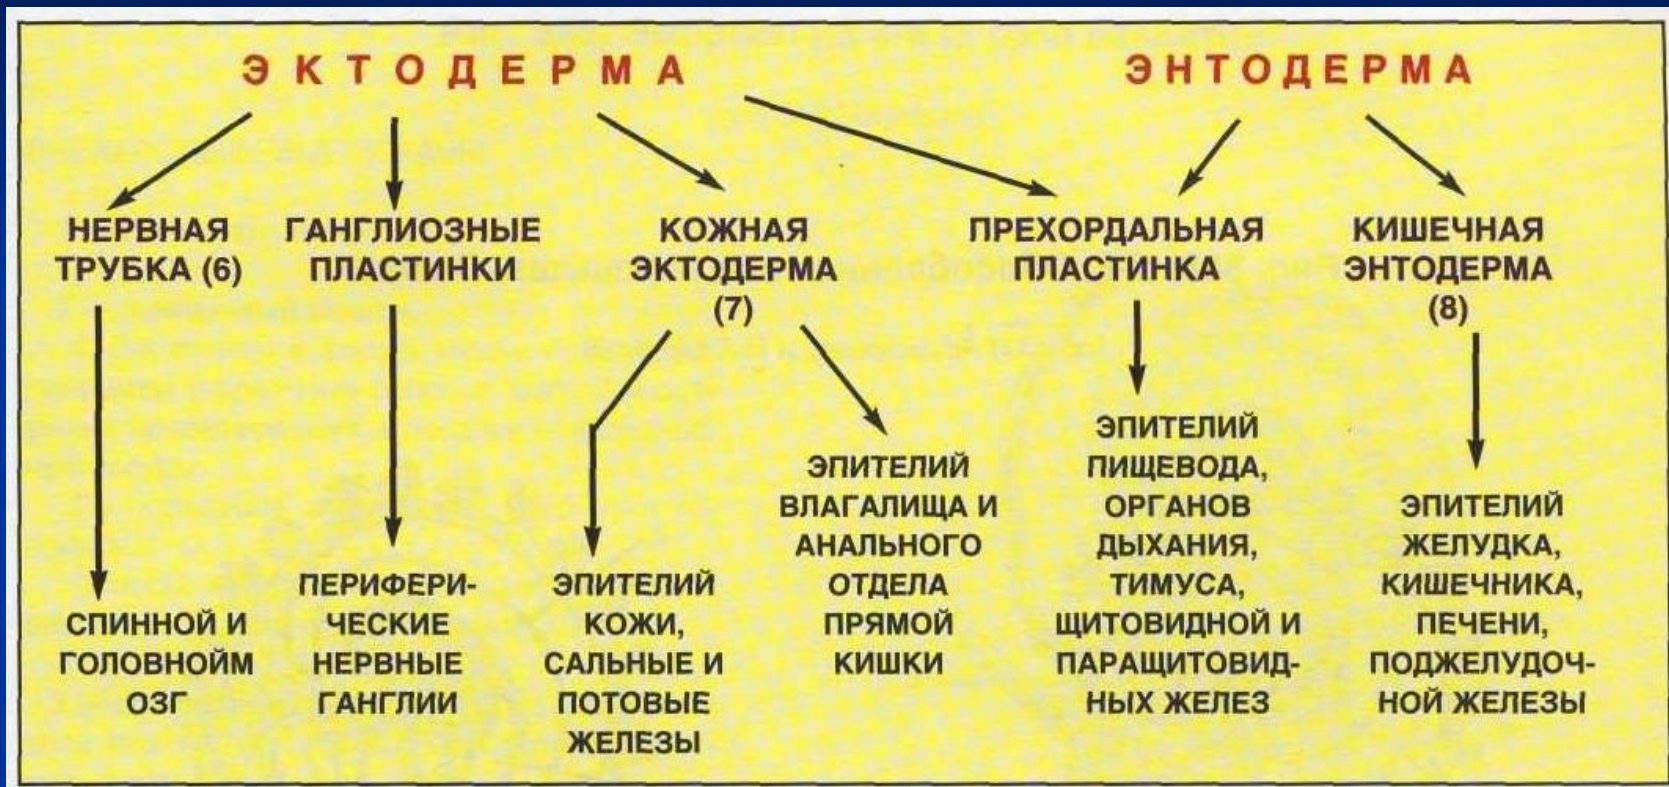 ЭКТОДЕРМА
ЭНТОДЕРМА
НЕРВНАЯ
ТРУБКА (6)
ГАНГЛИОЗНЫЕ
ПЛАСТИНКИ
КОЖНАЯ
ЭКТОДЕРМА
(7)
ПРЕХОРДАЛЬНАЯ
ПЛАСТИНКА
КИШЕЧНАЯ
ЭНТОДЕРМА
(8)
СПИННОЙ И
ГОЛОВНОЙМ
ОЗГ
ПЕРИФЕРИ-
ЧЕСКИЕ
НЕРВНЫЕ
ГАНГЛИИ
ЭПИТЕЛИЙ
КОЖИ,
САЛЬНЫЕ И
ПОТОВЫЕ
ЖЕЛЕЗЫ
ЭПИТЕЛИЙ
ВЛАГАЛИЩА И
АНАЛЬНОГО
ОТДЕЛА
ПРЯМОЙ
КИШКИ
ЭПИТЕЛИЙ
ПИЩЕВОДА,
ОРГАНОВ
ДЫХАНИЯ,
ТИМУСА,
ЩИТОВИДНОЙ И
ПАРАЩИТОВИД-
НЫХ ЖЕЛЕЗ
ЭПИТЕЛИЙ
ЖЕЛУДКА,
КИШЕЧНИКА,
ПЕЧЕНИ,
ПОДЖЕЛУДОЧ-
НОЙ ЖЕЛЕЗЫ